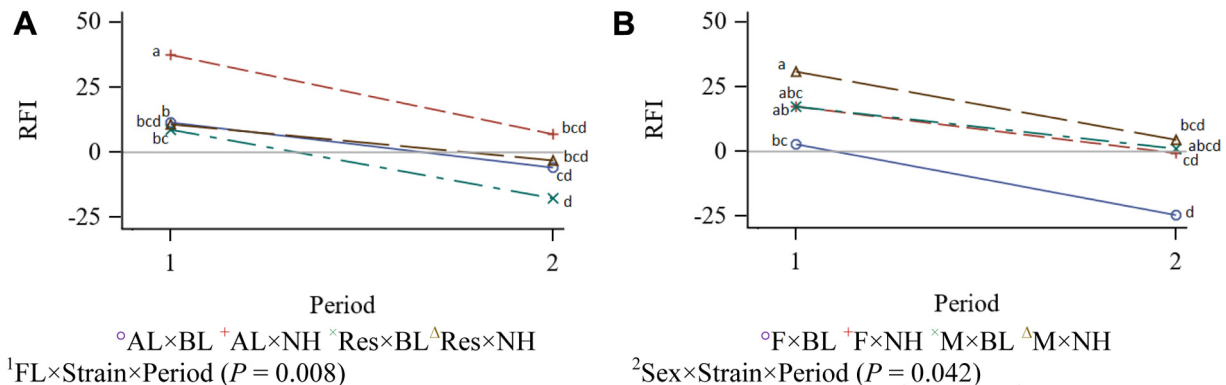 A
50
25
0
-25
RFI
a
b
bcd
bc
bcd
bcd
cd
d
1
2
Period
○AL×BL +AL×NH ×Res×BL ΔRes×NH
¹FL×Strain×Period (P = 0.008)
B
50
25
0
-25
RFI
a
abc
ab
bc
bcd
abcd
cd
d
1
2
Period
○F×BL +F×NH ×M×BL ΔM×NH
²Sex×Strain×Period (P = 0.042)